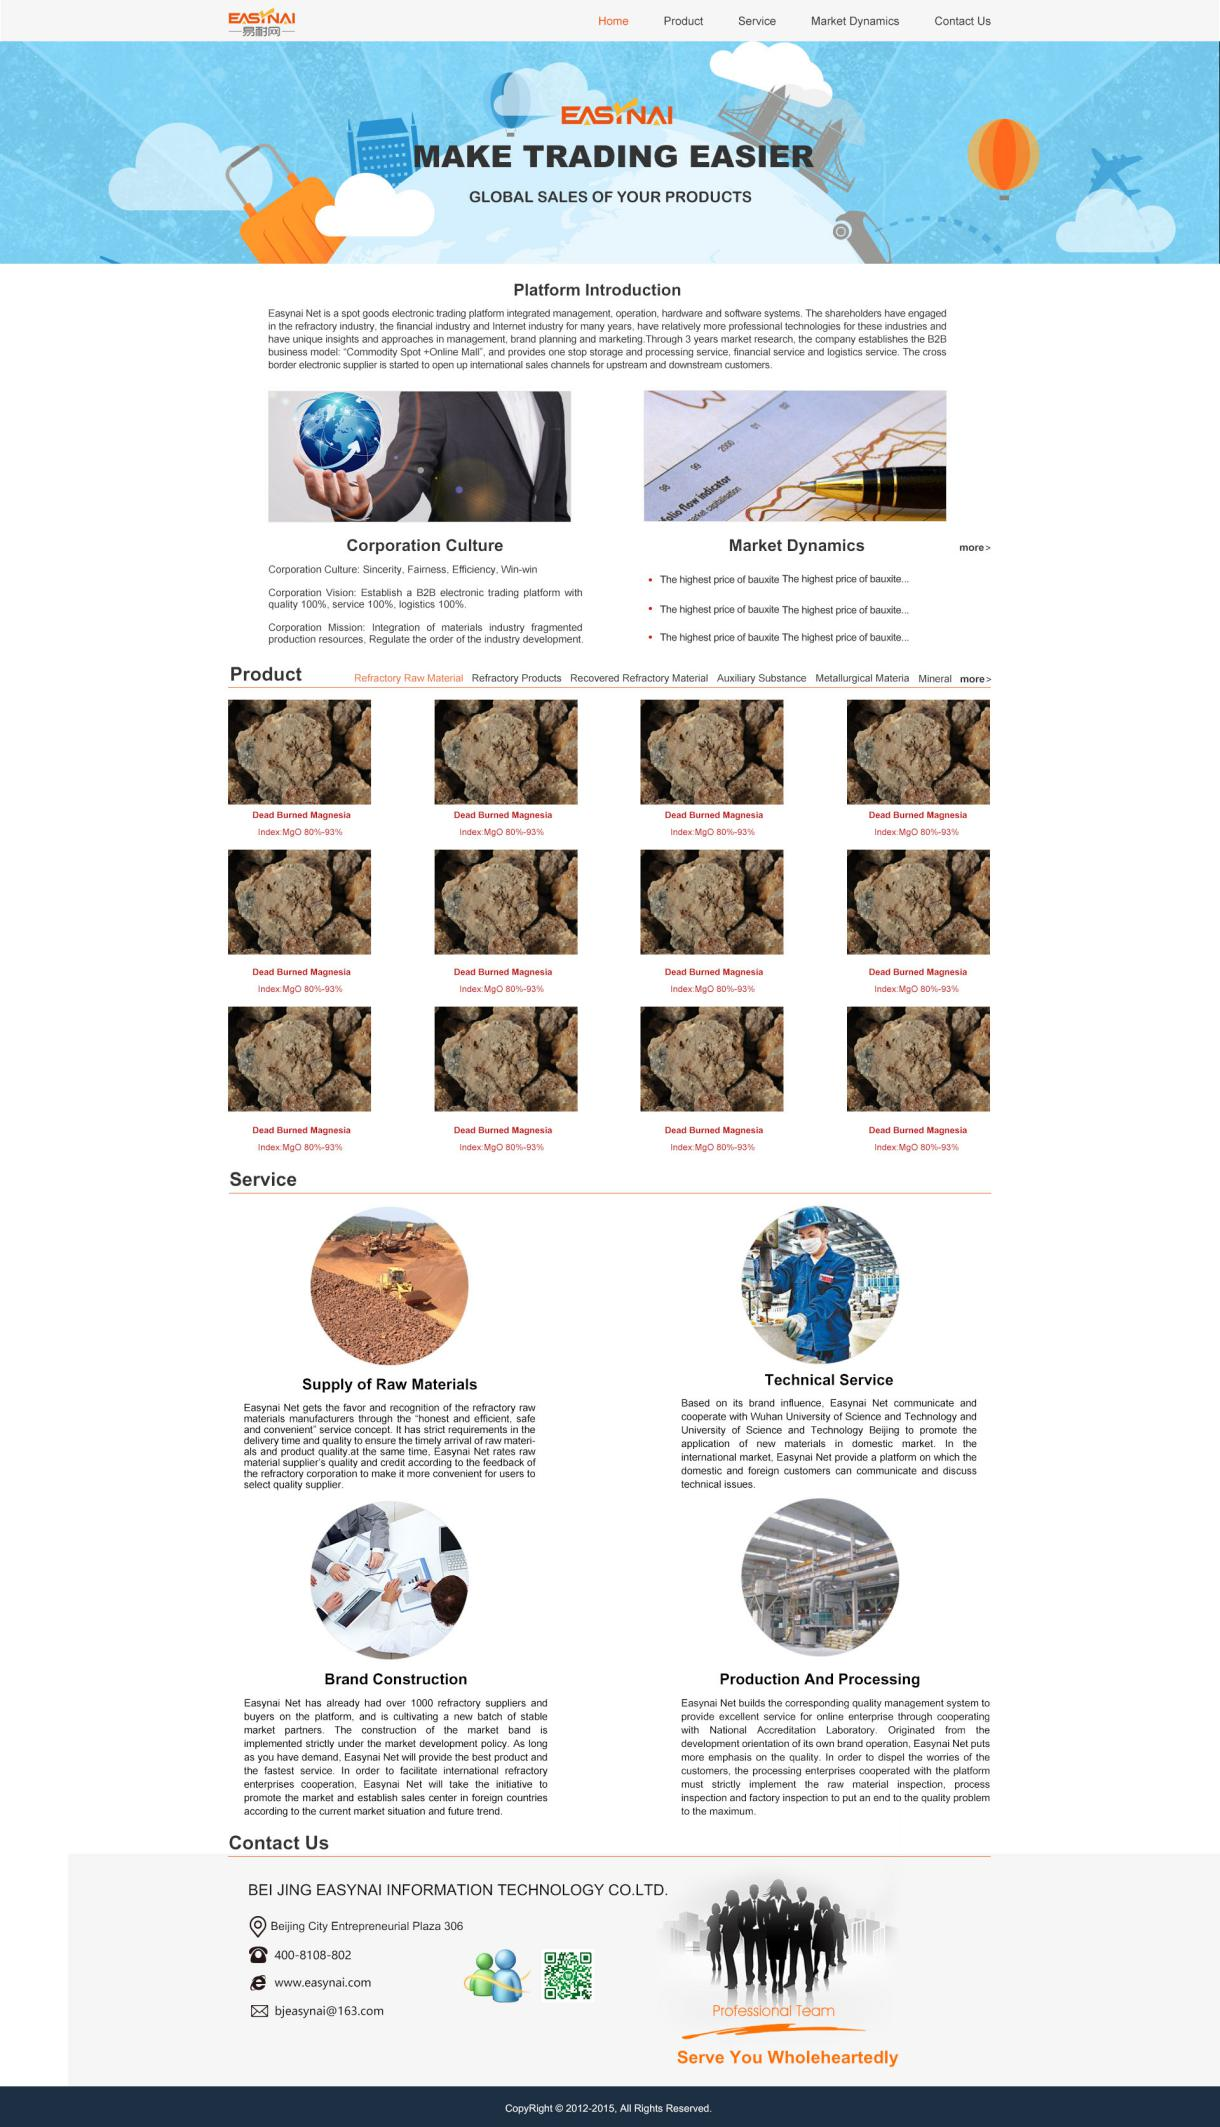 EASYNAI
易耐网
Home Product Service Market Dynamics Contact Us
EASYNAI
MAKE TRADING EASIER
GLOBAL SALES OF YOUR PRODUCTS
Platform Introduction
Easynai Net is a spot goods electronic trading platform integrated management, operation, hardware and software systems. The shareholders have engaged
in the refractory industry, the financial industry and Internet industry for many years, have relatively more professional technologies for these industries and
have unique insights and approaches in management, brand planning and marketing.Through 3 years market research, the company establishes the B2B
business model: “Commodity Spot +Online Mall”, and provides one stop storage and processing service, financial service and logistics service. The cross
border electronic supplier is started to open up international sales channels for upstream and downstream customers.
98 99 2000 01 02
folio flow indicator
market capitalisation
Corporation Culture
Corporation Culture: Sincerity, Fairness, Efficiency, Win-win
Corporation Vision: Establish a B2B electronic trading platform with
quality 100%, service 100%, logistics 100%.
Corporation Mission: Integration of materials industry fragmented
production resources, Regulate the order of the industry development.
Market Dynamics
more>
• The highest price of bauxite The highest price of bauxite...
• The highest price of bauxite The highest price of bauxite...
• The highest price of bauxite The highest price of bauxite...
Product
Refractory Raw Material Refractory Products Recovered Refractory Material Auxiliary Substance Metallurgical Materia Mineral more>
Dead Burned Magnesia Dead Burned Magnesia Dead Burned Magnesia Dead Burned Magnesia
Index:MgO 80%-93% Index:MgO 80%-93% Index:MgO 80%-93% Index:MgO 80%-93%
Dead Burned Magnesia Dead Burned Magnesia Dead Burned Magnesia Dead Burned Magnesia
Index:MgO 80%-93% Index:MgO 80%-93% Index:MgO 80%-93% Index:MgO 80%-93%
Dead Burned Magnesia Dead Burned Magnesia Dead Burned Magnesia Dead Burned Magnesia
Index:MgO 80%-93% Index:MgO 80%-93% Index:MgO 80%-93% Index:MgO 80%-93%
Service
Supply of Raw Materials
Easynai Net gets the favor and recognition of the refractory raw
materials manufacturers through the “honest and efficient, safe
and convenient” service concept. It has strict requirements in the
delivery time and quality to ensure the timely arrival of raw materi-
als and product quality.at the same time, Easynai Net rates raw
material supplier's quality and credit according to the feedback of
the refractory corporation to make it more convenient for users to
select quality supplier.
Technical Service
Based on its brand influence, Easynai Net communicate and
cooperate with Wuhan University of Science and Technology and
University of Science and Technology Beijing to promote the
application of new materials in domestic market. In the
international market, Easynai Net provide a platform on which the
domestic and foreign customers can communicate and discuss
technical issues.
Brand Construction
Easynai Net has already had over 1000 refractory suppliers and
buyers on the platform, and is cultivating a new batch of stable
market partners. The construction of the market band is
implemented strictly under the market development policy. As long
as you have demand, Easynai Net will provide the best product and
the fastest service. In order to facilitate international refractory
enterprises cooperation, Easynai Net will take the initiative to
promote the market and establish sales center in foreign countries
according to the current market situation and future trend.
Production And Processing
Easynai Net builds the corresponding quality management system to
provide excellent service for online enterprise through cooperating
with National Accreditation Laboratory. Originated from the
development orientation of its own brand operation, Easynai Net puts
more emphasis on the quality. In order to dispel the worries of the
customers, the processing enterprises cooperated with the platform
must strictly implement the raw material inspection, process
inspection and factory inspection to put an end to the quality problem
to the maximum.
Contact Us
BEI JING EASYNAI INFORMATION TECHNOLOGY CO.LTD.
Beijing City Entrepreneurial Plaza 306
400-8108-802
www.easynai.com
bjeasynai@163.com
Professional Team
Serve You Wholeheartedly
CopyRight © 2012-2015, All Rights Reserved.